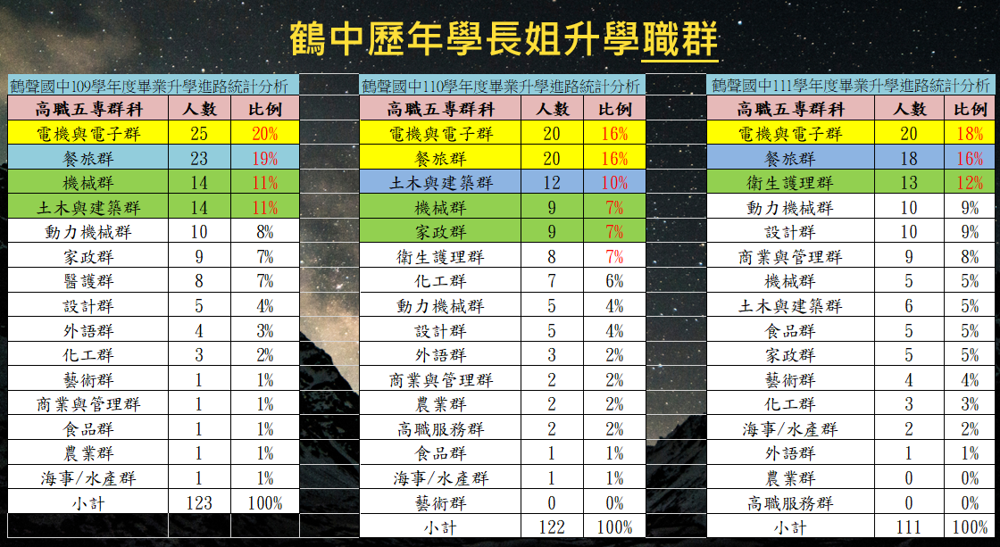 鶴中歷年學長姐升學職群
鶴聲國中109學年度畢業升學進路統計分析
高職五專群科 人數 比例
電機與電子群 25 20%
餐旅群 23 19%
機械群 14 11%
土木與建築群 14 11%
動力機械群 10 8%
家政群 9 7%
醫護群 8 7%
設計群 5 4%
外語群 4 3%
化工群 3 2%
藝術群 1 1%
商業與管理群 1 1%
食品群 1 1%
農業群 1 1%
海事/水產群 1 1%
小計 123 100%
鶴聲國中110學年度畢業升學進路統計分析
高職五專群科 人數 比例
電機與電子群 20 16%
餐旅群 20 16%
土木與建築群 12 10%
機械群 9 7%
家政群 9 7%
衛生護理群 8 7%
化工群 7 6%
動力機械群 5 4%
設計群 5 4%
外語群 3 2%
商業與管理群 2 2%
農業群 2 2%
高職服務群 2 2%
食品群 1 1%
海事/水產群 1 1%
藝術群 0 0%
小計 122 100%
鶴聲國中111學年度畢業升學進路統計分析
高職五專群科 人數 比例
電機與電子群 20 18%
餐旅群 18 16%
衛生護理群 13 12%
動力機械群 10 9%
設計群 10 9%
商業與管理群 9 8%
機械群 5 5%
土木與建築群 6 5%
食品群 5 5%
家政群 5 5%
藝術群 4 4%
化工群 3 3%
海事/水產群 2 2%
外語群 1 1%
農業群 0 0%
高職服務群 0 0%
小計 111 100%